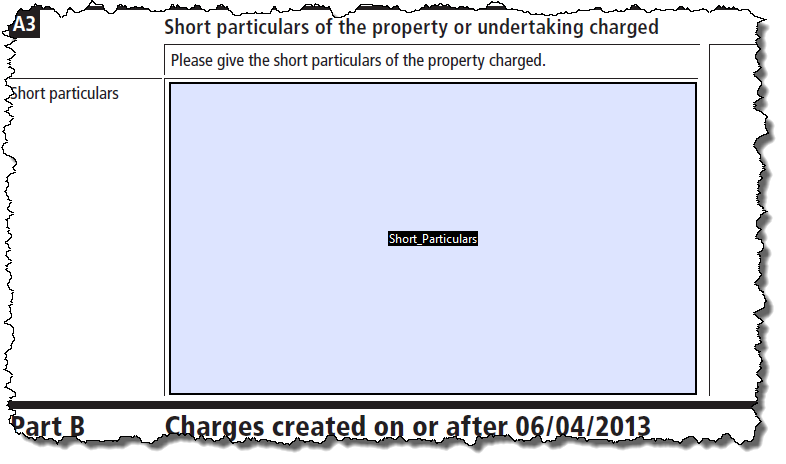 A3 Short particulars of the property or undertaking charged
Please give the short particulars of the property charged.
Short particulars
Short_Particulars
Part B Charges created on or after 06/04/2013